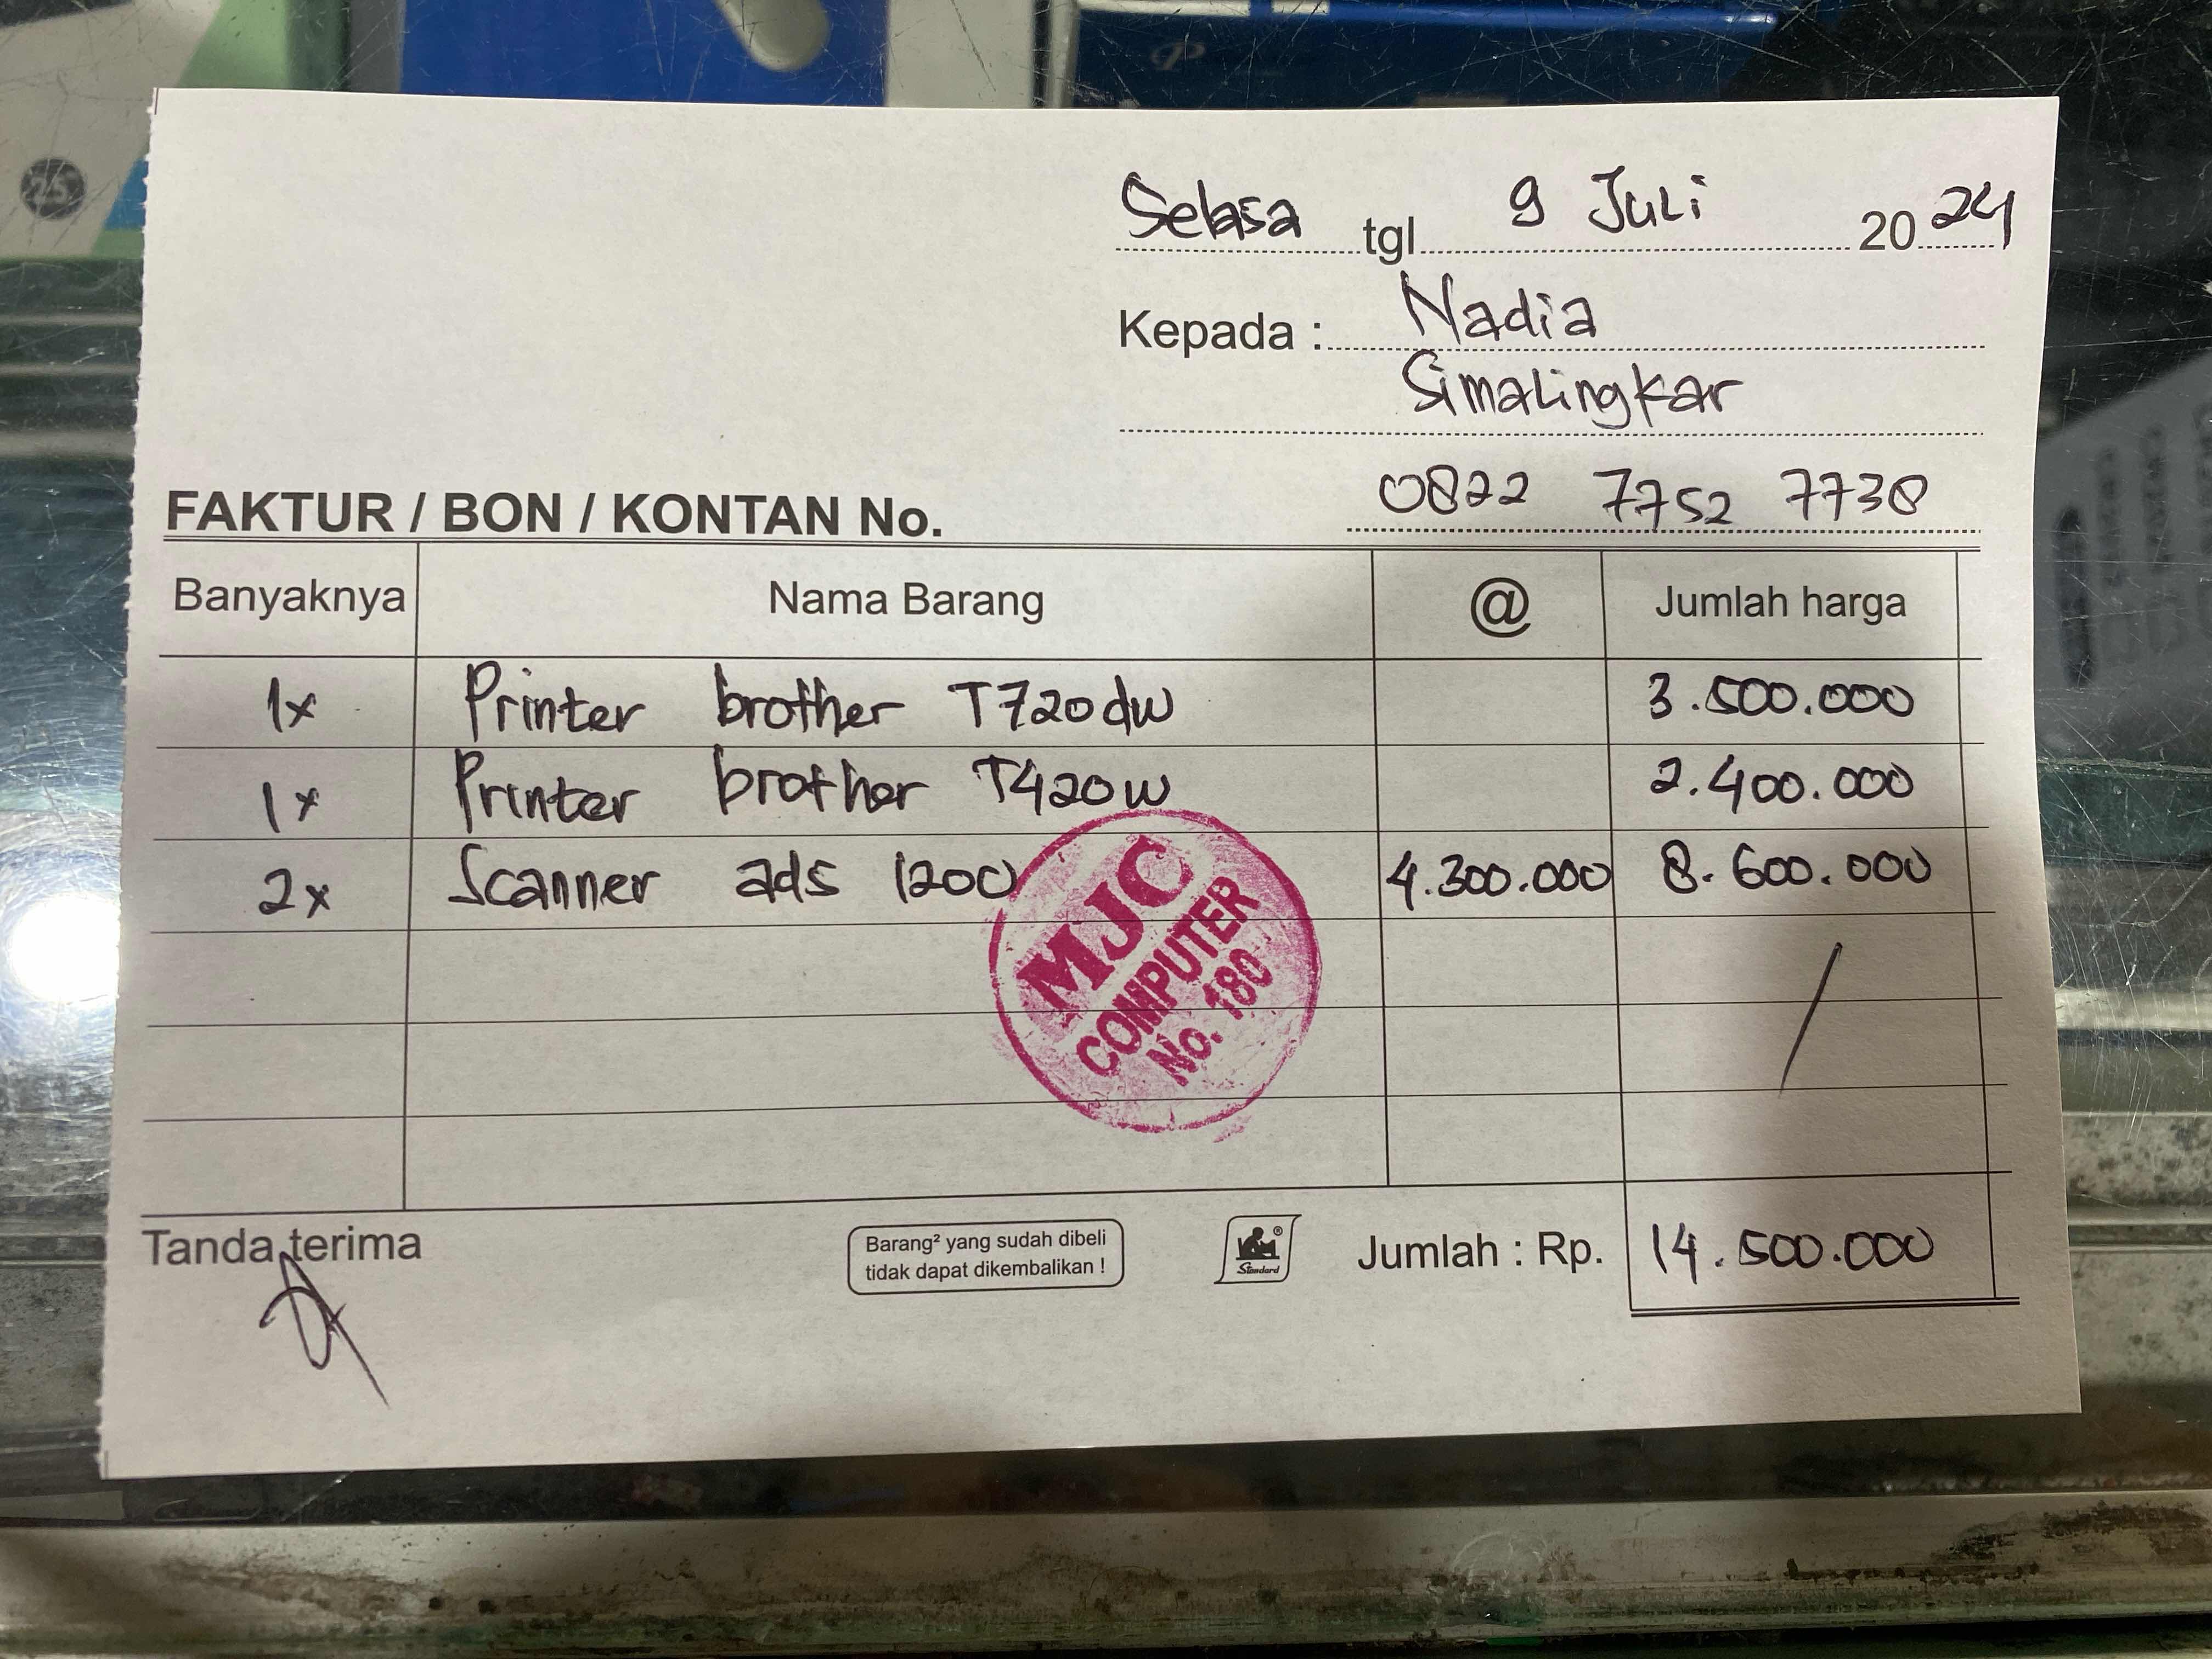 Selasa tgl 9 Juli 2024
Kepada : Nadia
Simalingkar
FAKTUR / BON / KONTAN No. 0822 7752 7738
Banyaknya Nama Barang @ Jumlah harga
1x Printer brother T720dw 3.500.000
1x Printer brother T420w 2.400.000
2x Scanner ads 1200 4.300.000 8.600.000
MJC
COMPUTER
No. 180
Tanda terima
Barang² yang sudah dibeli
tidak dapat dikembalikan !
Standard
Jumlah : Rp. 14.500.000